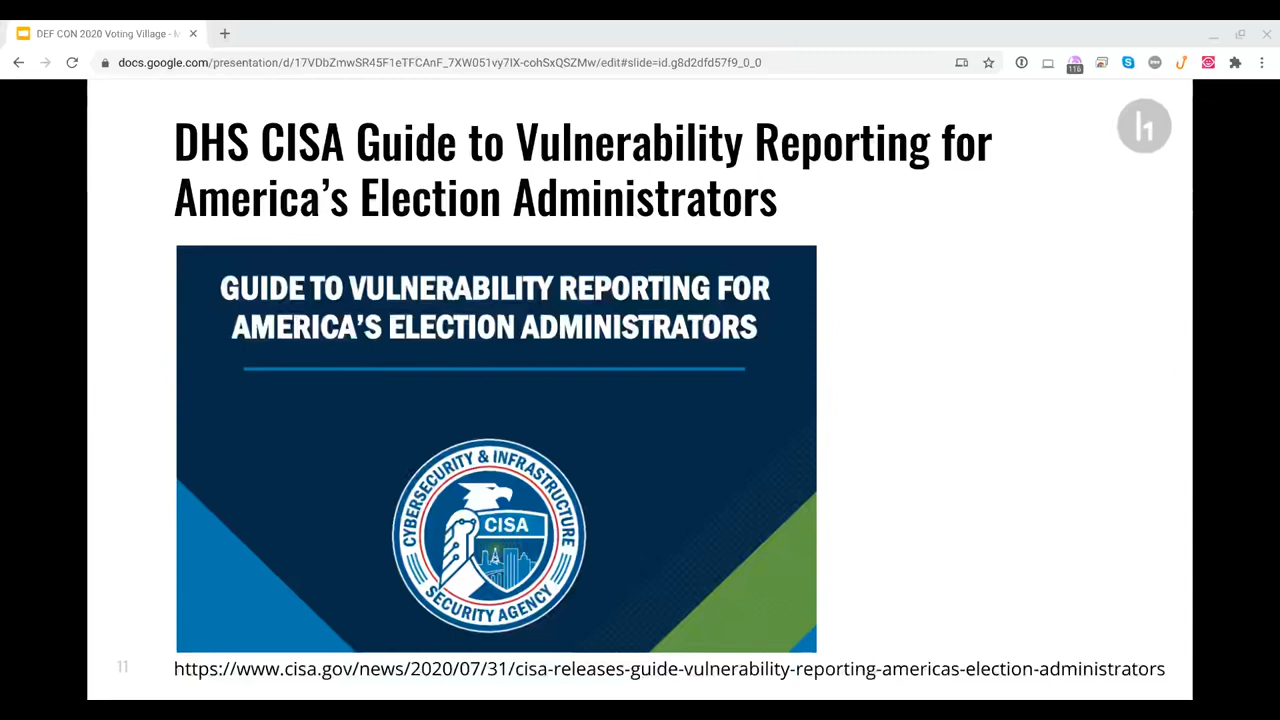 DEF CON 2020 Voting Village -
docs.google.com/presentation/d/17VDbZmwSR45F1eTFCAnF_7XW051vy7IX-cohSxQSZMw/edit#slide=id.g8d2dfd57f9_0_0
116
h1
DHS CISA Guide to Vulnerability Reporting for
America’s Election Administrators
GUIDE TO VULNERABILITY REPORTING FOR
AMERICA’S ELECTION ADMINISTRATORS
CYBERSECURITY & INFRASTRUCTURE
CISA
SECURITY AGENCY
11
https://www.cisa.gov/news/2020/07/31/cisa-releases-guide-vulnerability-reporting-americas-election-administrators